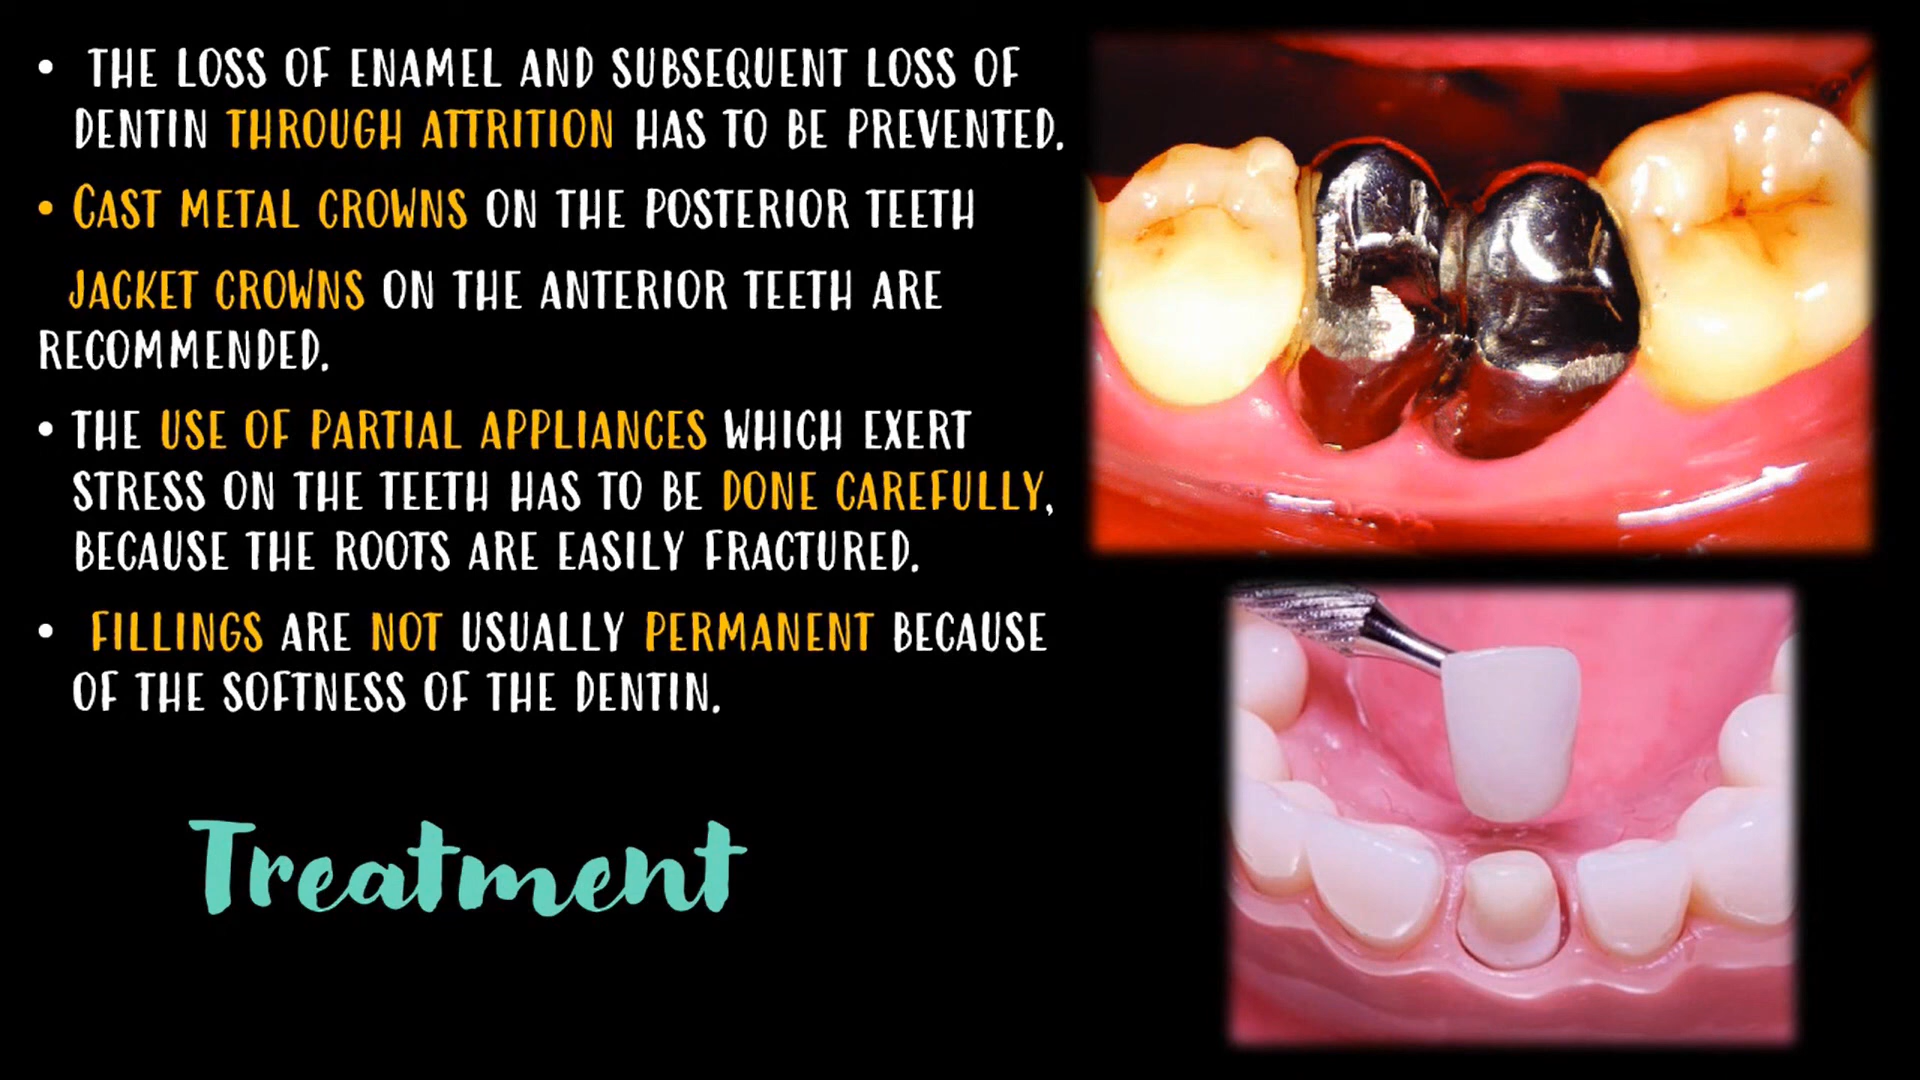 • THE LOSS OF ENAMEL AND SUBSEQUENT LOSS OF
DENTIN THROUGH ATTRITION HAS TO BE PREVENTED.
• CAST METAL CROWNS ON THE POSTERIOR TEETH
JACKET CROWNS ON THE ANTERIOR TEETH ARE
RECOMMENDED.
• THE USE OF PARTIAL APPLIANCES WHICH EXERT
STRESS ON THE TEETH HAS TO BE DONE CAREFULLY,
BECAUSE THE ROOTS ARE EASILY FRACTURED.
• FILLINGS ARE NOT USUALLY PERMANENT BECAUSE
OF THE SOFTNESS OF THE DENTIN.
Treatment